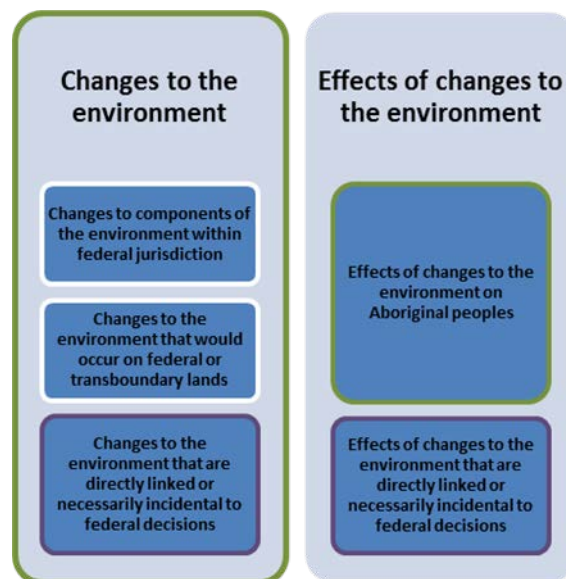 Changes to the
environment
Changes to components of
the environment within
federal jurisdiction
Changes to the
environment that would
occur on federal or
transboundary lands
Changes to the
environment that are
directly linked or
necessarily incidental to
federal decisions
Effects of changes to
the environment
Effects of changes to the
environment on
Aboriginal peoples
Effects of changes to the
environment that are
directly linked or
necessarily incidental to
federal decisions